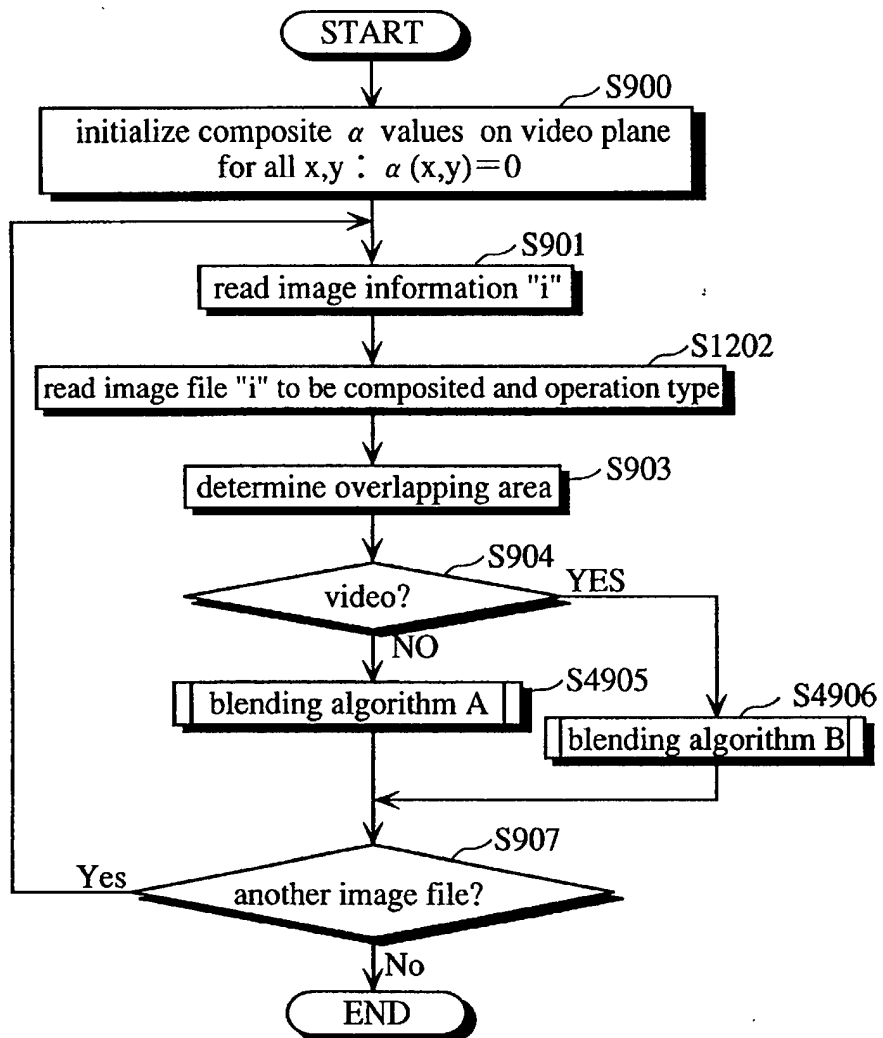 START
S900
initialize composite α values on video plane
for all x,y : α (x,y)=0
S901
read image information "i"
S1202
read image file "i" to be composited and operation type
S903
determine overlapping area
S904
video?
YES
NO
S4905
blending algorithm A
S4906
blending algorithm B
S907
Yes
another image file?
No
END